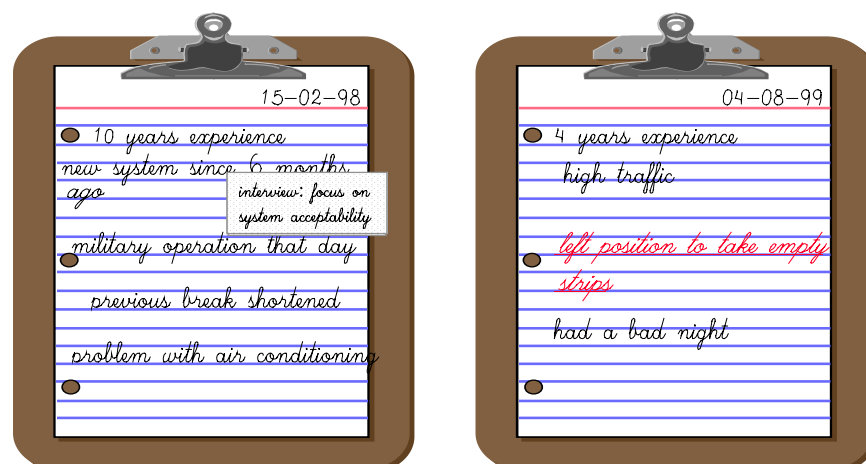 15-02-98
10 years experience
new system since 6 months
ago
interview: focus on
system acceptability
military operation that day
previous break shortened
problem with air conditioning
04-08-99
4 years experience
high traffic
left position to take empty
strips
had a bad night